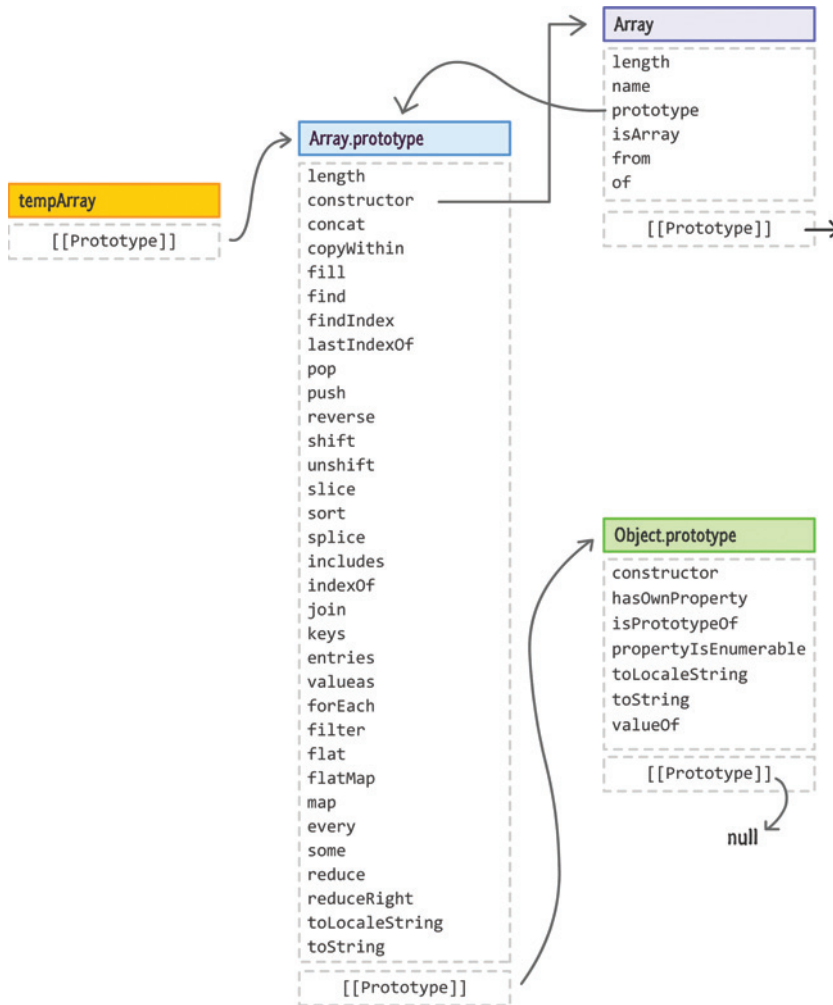 tempArray
[[Prototype]]
Array.prototype
length
constructor
concat
copyWithin
fill
find
findIndex
lastIndexOf
pop
push
reverse
shift
unshift
slice
sort
splice
includes
indexOf
join
keys
entries
valueas
forEach
filter
flat
flatMap
map
every
some
reduce
reduceRight
toLocaleString
toString
[[Prototype]]
Array
length
name
prototype
isArray
from
of
[[Prototype]]
Object.prototype
constructor
hasOwnProperty
isPrototypeOf
propertyIsEnumerable
toLocaleString
toString
valueOf
[[Prototype]]
null